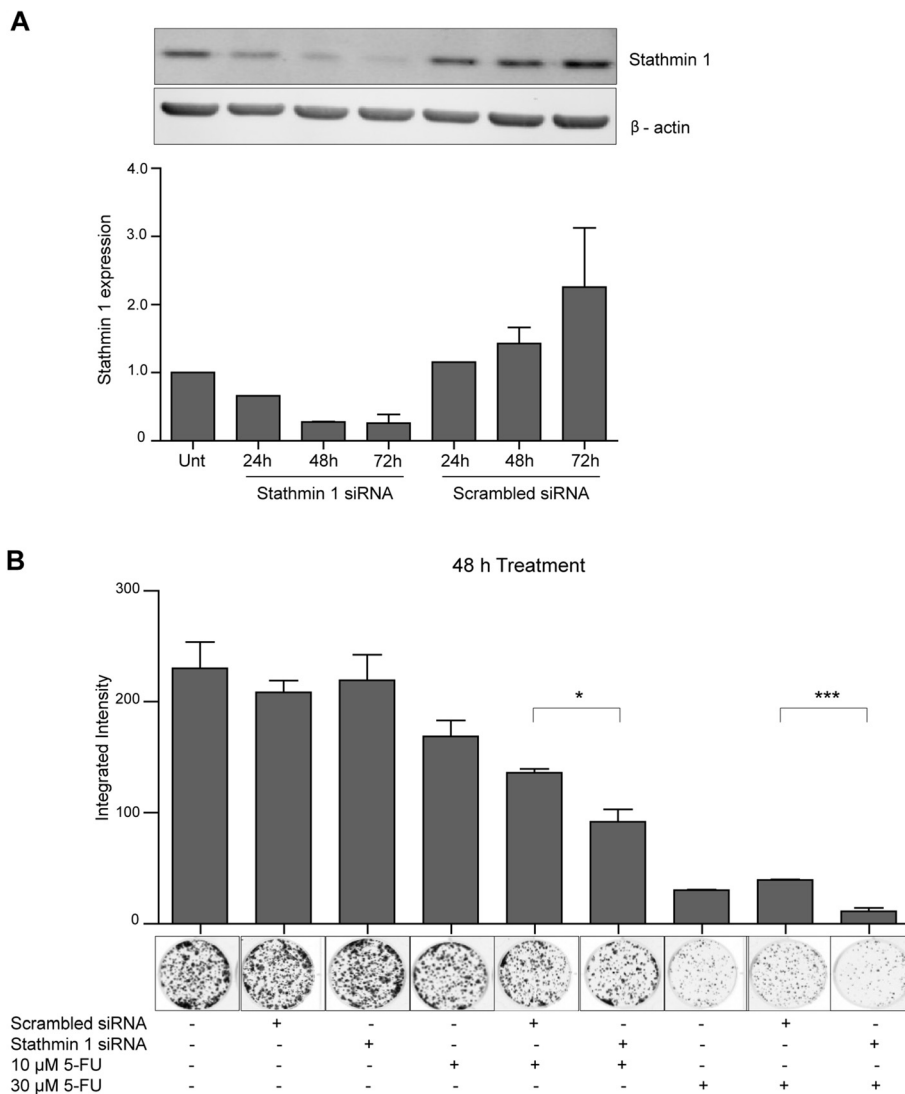 A
Stathmin 1
β - actin
4.0
3.0
2.0
1.0
0
Stathmin 1 expression
Unt 24h 48h 72h 24h 48h 72h
Stathmin 1 siRNA Scrambled siRNA
B
48 h Treatment
300
200
100
0
Integrated Intensity
* ***
Scrambled siRNA - + - - + - - + -
Stathmin 1 siRNA - - + - - + - - +
10 µM 5-FU - - - + + + - - -
30 µM 5-FU - - - - - - + + +